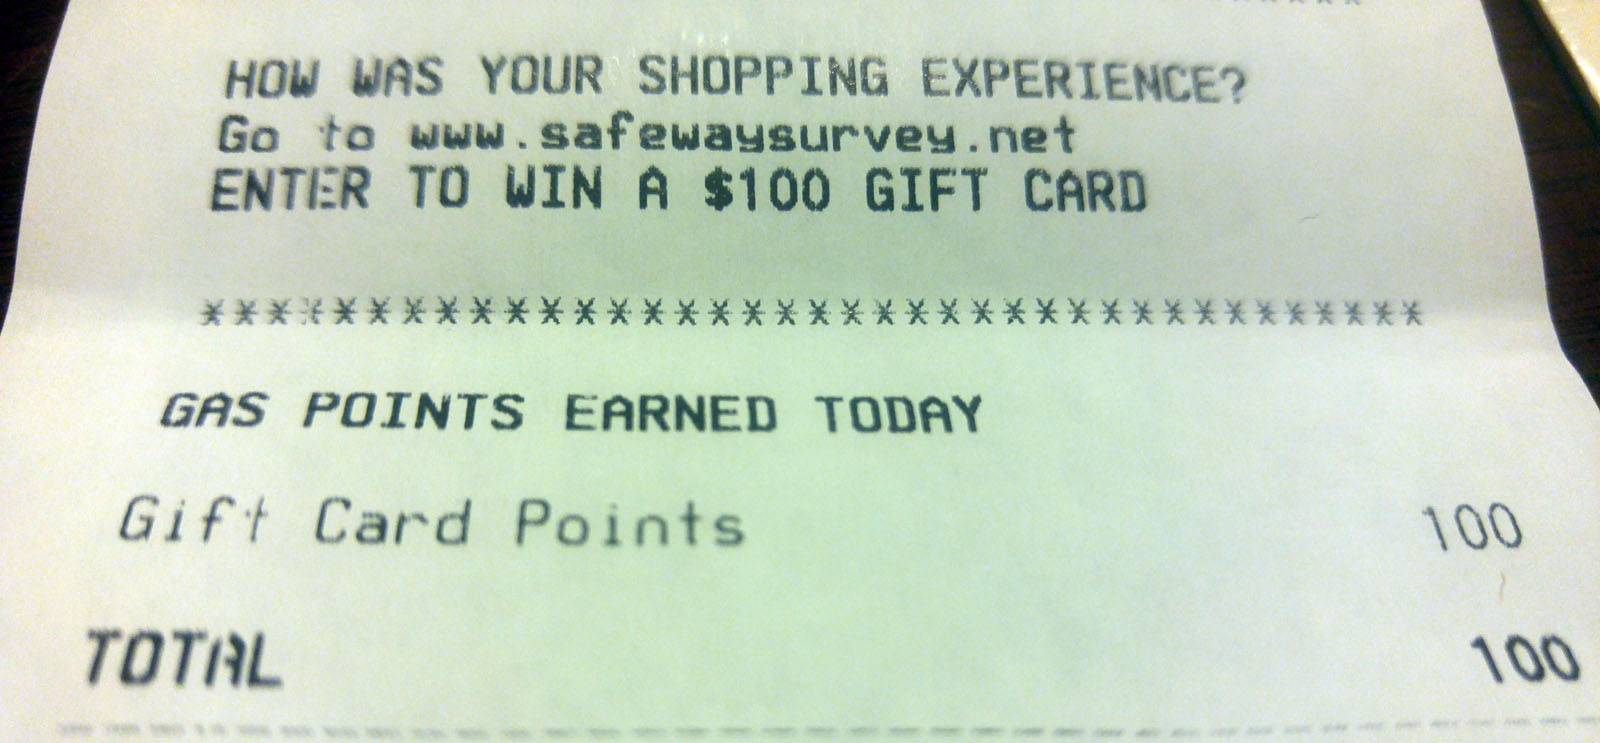 HOW WAS YOUR SHOPPING EXPERIENCE?
Go to www.safewaysurvey.net
ENTER TO WIN A $100 GIFT CARD
*************************************
GAS POINTS EARNED TODAY
Gift Card Points 100
TOTAL 100